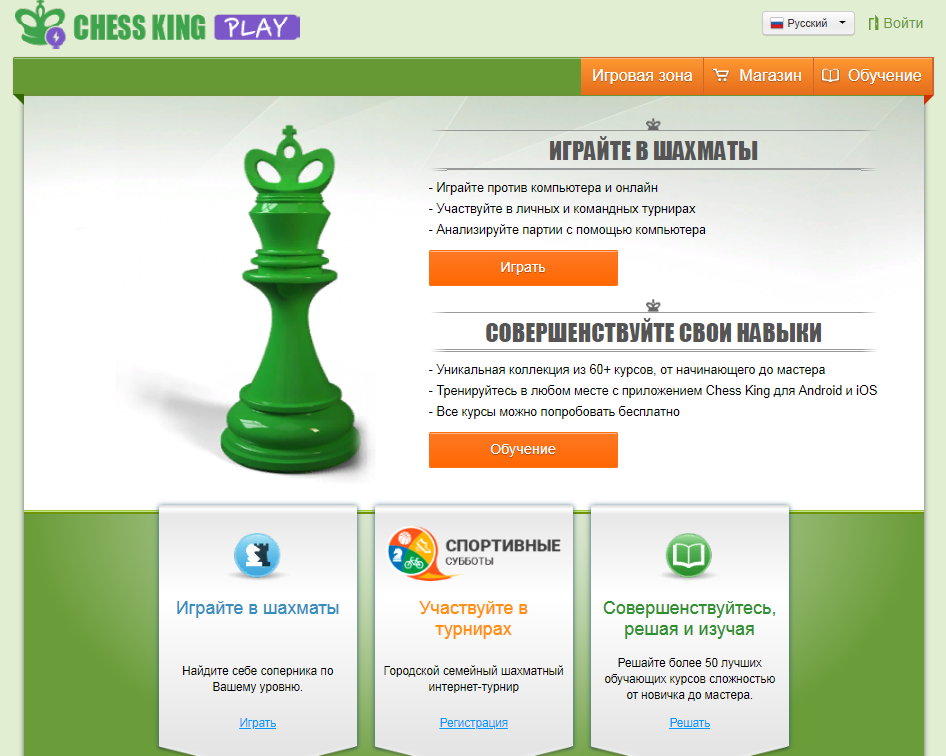 CHESS KING PLAY
Русский
Войти
Игровая зона
Магазин
Обучение
ИГРАЙТЕ В ШАХМАТЫ
- Играйте против компьютера и онлайн
- Участвуйте в личных и командных турнирах
- Анализируйте партии с помощью компьютера
Играть
СОВЕРШЕНСТВУЙТЕ СВОИ НАВЫКИ
- Уникальная коллекция из 60+ курсов, от начинающего до мастера
- Тренируйтесь в любом месте с приложением Chess King для Android и iOS
- Все курсы можно попробовать бесплатно
Обучение
Играйте в шахматы
Найдите себе соперника по
Вашему уровню.
Играть
СПОРТИВНЫЕ
СУББОТЫ
Участвуйте в
турнирах
Городской семейный шахматный
интернет-турнир
Регистрация
Совершенствуйтесь,
решая и изучая
Решайте более 50 лучших
обучающих курсов сложностью
от новичка до мастера.
Решать